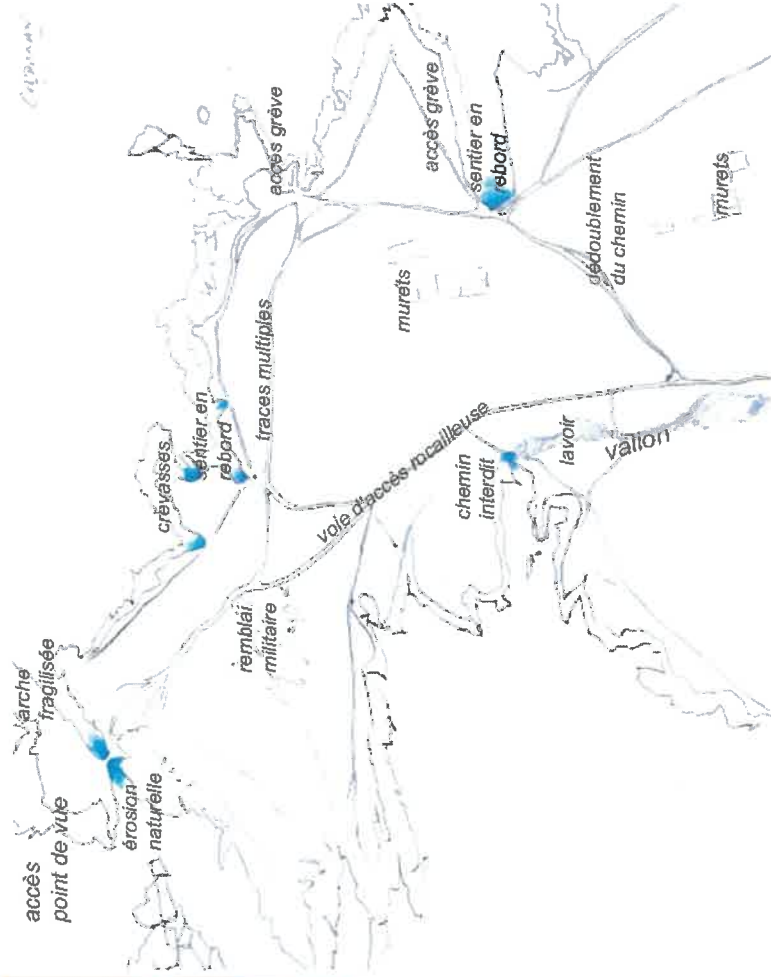 accès
point de vue
arche
fragilisée
érosion
naturelle
crevasses
sentier en
rebord
remblai
militaire
traces multiples
accès grève
accès grève
sentier en
rebord
murets
voie d'accès rocailleuse
chemin
interdit
lavoir
vallon
dédoublement
du chemin
murets